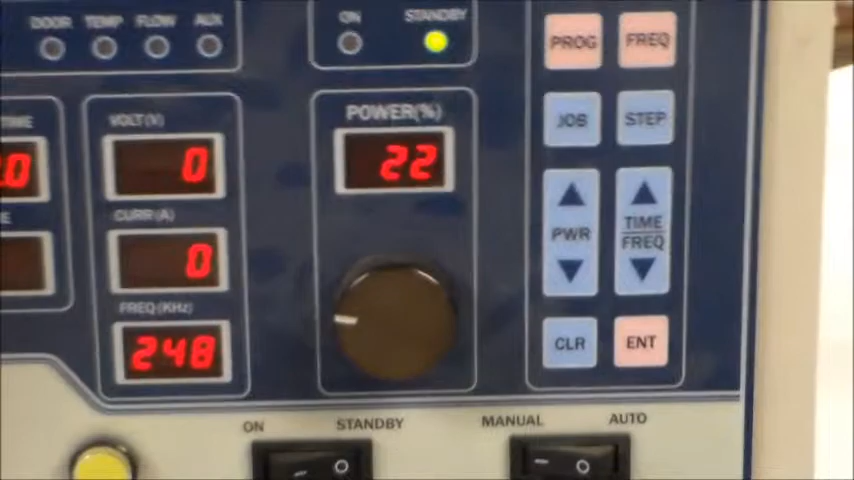 DOOR TEMP FLOW AUX
ON STANDBY
PROG FREQ
TIME
VOLT(V)
POWER(%)
JOB STEP
0
22
CURR(A)
0
PWR
TIME
FREQ
FREQ(KHz)
248
CLR ENT
ON STANDBY
MANUAL AUTO